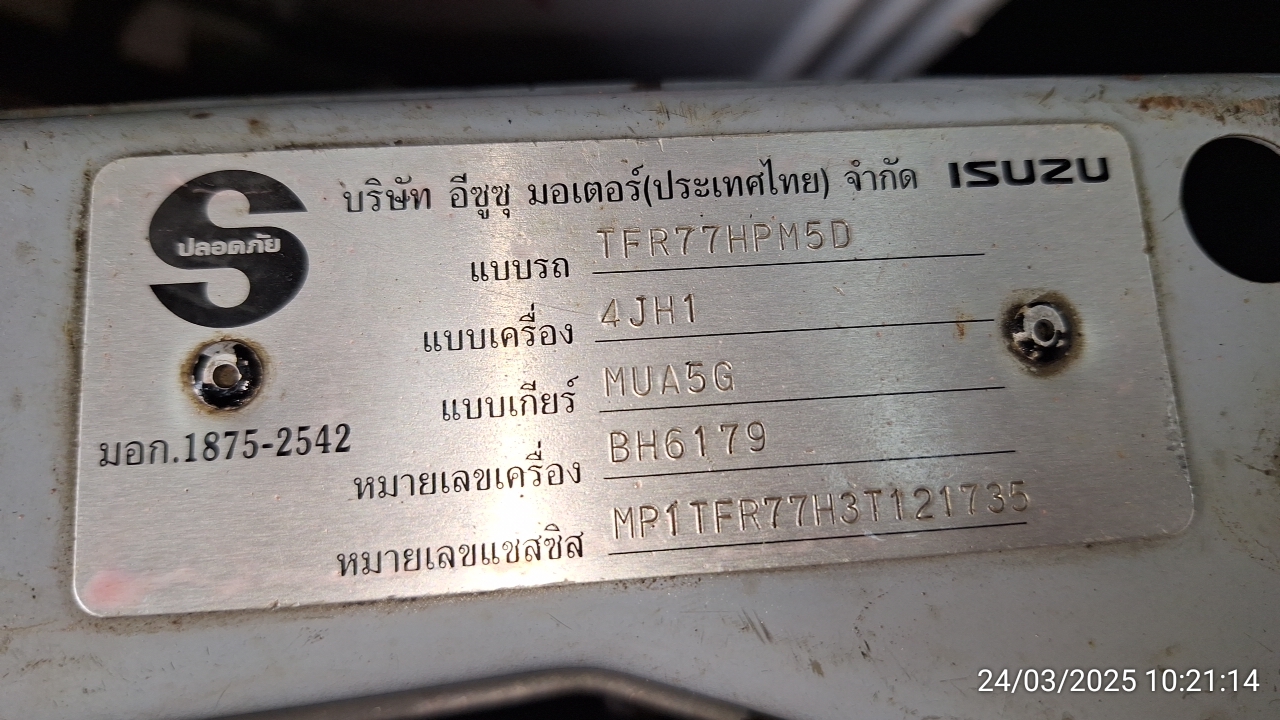 บริษัท อีซูซุ มอเตอร์(ประเทศไทย) จำกัด ISUZU
ปลอดภัย
แบบรถ TFR77HPM5D
แบบเครื่อง 4JH1
แบบเกียร์ MUA5G
มอก.1875-2542
หมายเลขเครื่อง BH6179
หมายเลขแชสซิส MP1TFR77H3T121735
24/03/2025 10:21:14